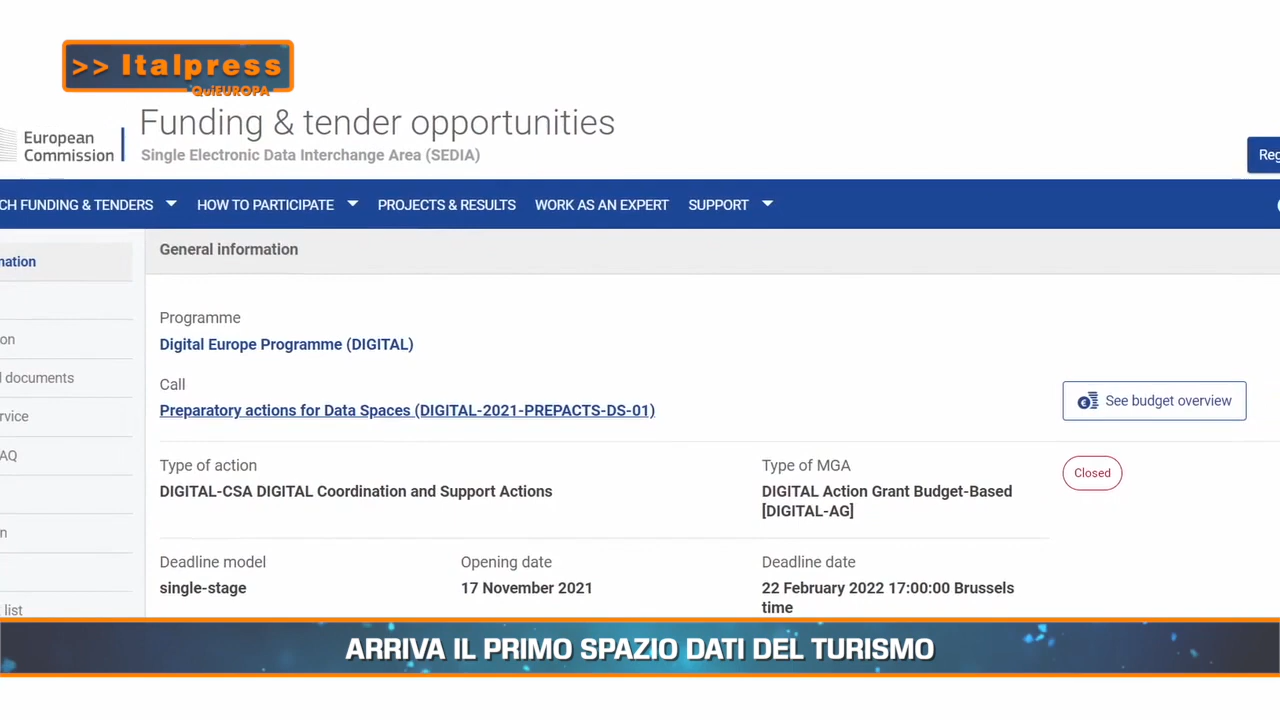 >> Italpress
QuiEUROPA
European
Commission
Funding & tender opportunities
Single Electronic Data Interchange Area (SEDIA)
Reg
CH FUNDING & TENDERS
HOW TO PARTICIPATE
PROJECTS & RESULTS
WORK AS AN EXPERT
SUPPORT
mation
on
documents
rvice
AQ
n
list
General information
Programme
Digital Europe Programme (DIGITAL)
Call
Preparatory actions for Data Spaces (DIGITAL-2021-PREPACTS-DS-01)
See budget overview
Type of action
DIGITAL-CSA DIGITAL Coordination and Support Actions
Type of MGA
DIGITAL Action Grant Budget-Based
[DIGITAL-AG]
Closed
Deadline model
single-stage
Opening date
17 November 2021
Deadline date
22 February 2022 17:00:00 Brussels
time
ARRIVA IL PRIMO SPAZIO DATI DEL TURISMO